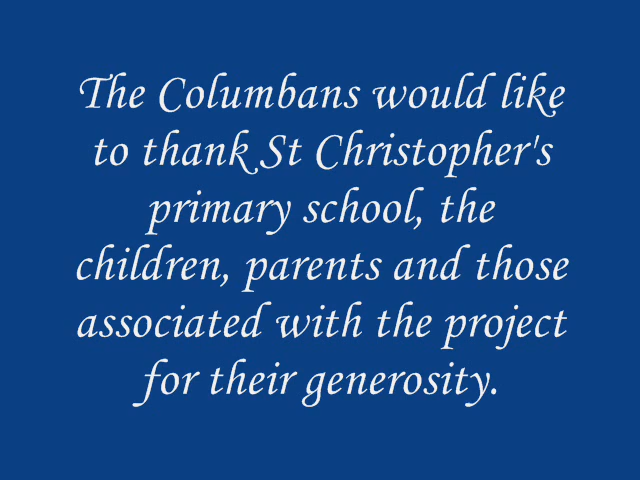 The Columbans would like
to thank St Christopher's
primary school, the
children, parents and those
associated with the project
for their generosity.